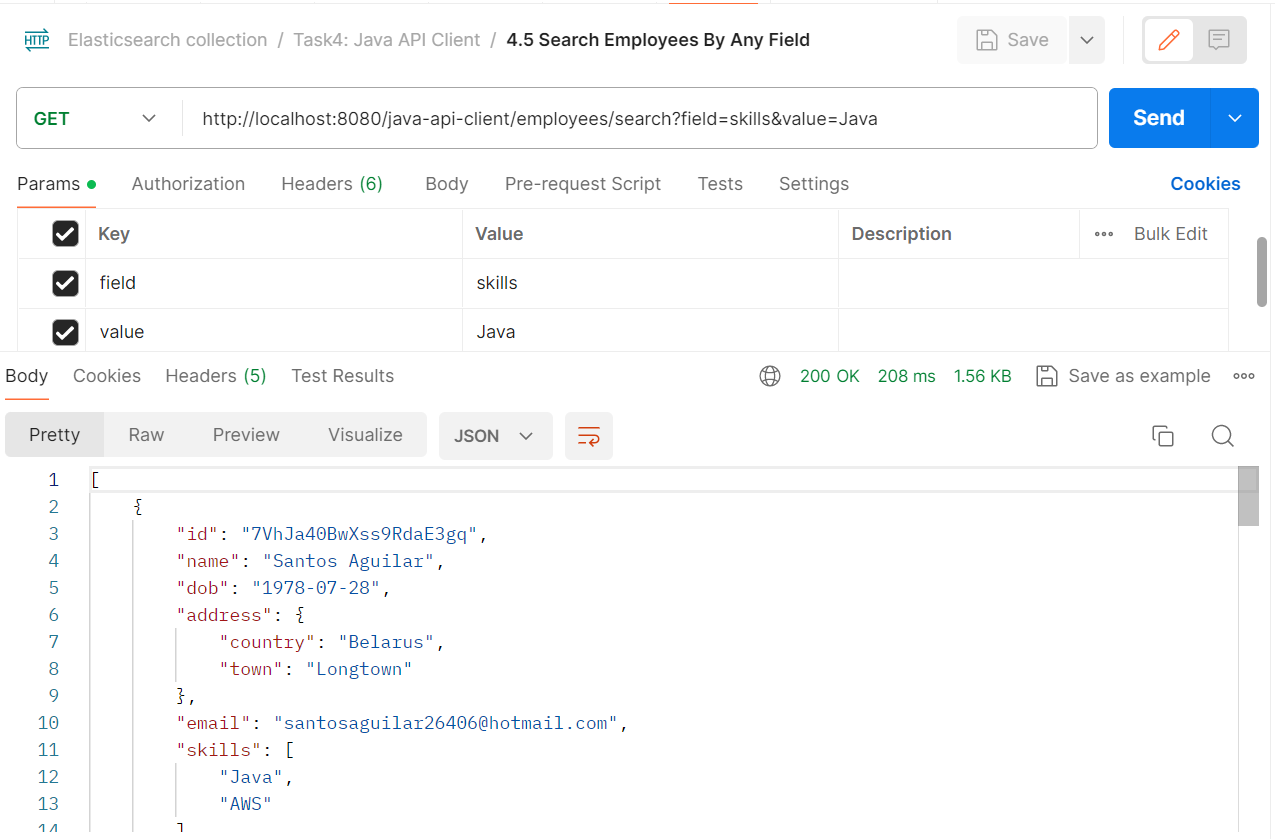 HTTP Elasticsearch collection / Task4: Java API Client / 4.5 Search Employees By Any Field Save
GET http://localhost:8080/java-api-client/employees/search?field=skills&value=Java Send
Params Authorization Headers (6) Body Pre-request Script Tests Settings Cookies
Key Value Description Bulk Edit
field skills
value Java
Body Cookies Headers (5) Test Results 200 OK 208 ms 1.56 KB Save as example
Pretty Raw Preview Visualize JSON
1 [
2 {
3 "id": "7VhJa40BwXss9RdaE3gq",
4 "name": "Santos Aguilar",
5 "dob": "1978-07-28",
6 "address": {
7 "country": "Belarus",
8 "town": "Longtown"
9 },
10 "email": "santosaguilar26406@hotmail.com",
11 "skills": [
12 "Java",
13 "AWS"
14 ]